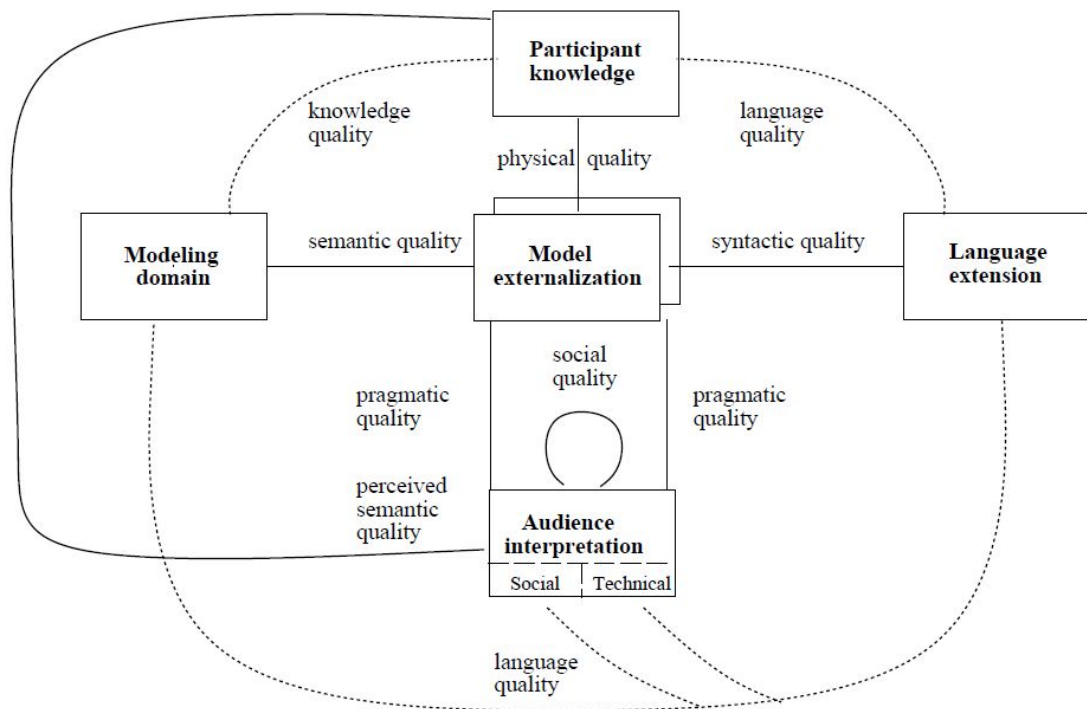 Participant
knowledge
knowledge
quality
language
quality
physical quality
Modeling
domain
semantic quality
Model
externalization
syntactic quality
Language
extension
social
quality
pragmatic
quality
pragmatic
quality
perceived
semantic
quality
Audience
interpretation
Social Technical
language
quality